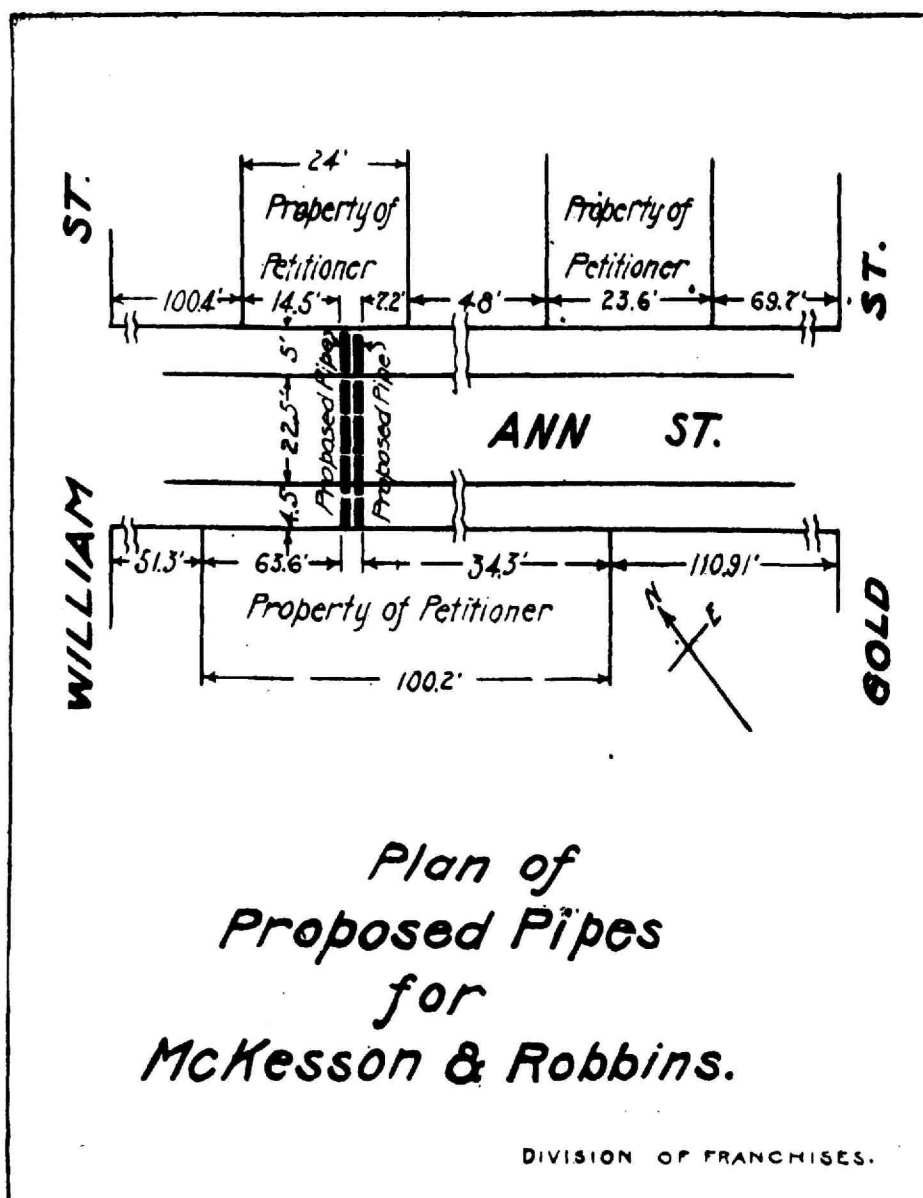 24'
Property of
Petitioner
Property of
Petitioner
100.4' 14.5' 7.2' 48' 23.6' 69.7'
ST.
ST.
5'
22.5'
4.5'
Proposed Pipes
Proposed Pipes
ANN ST.
WILLIAM
GOLD
51.3' 63.6' 34.3' 110.91'
Property of Petitioner
100.2'
N
E
Plan of
Proposed Pipes
for
McKesson & Robbins.
DIVISION OF FRANCHISES.